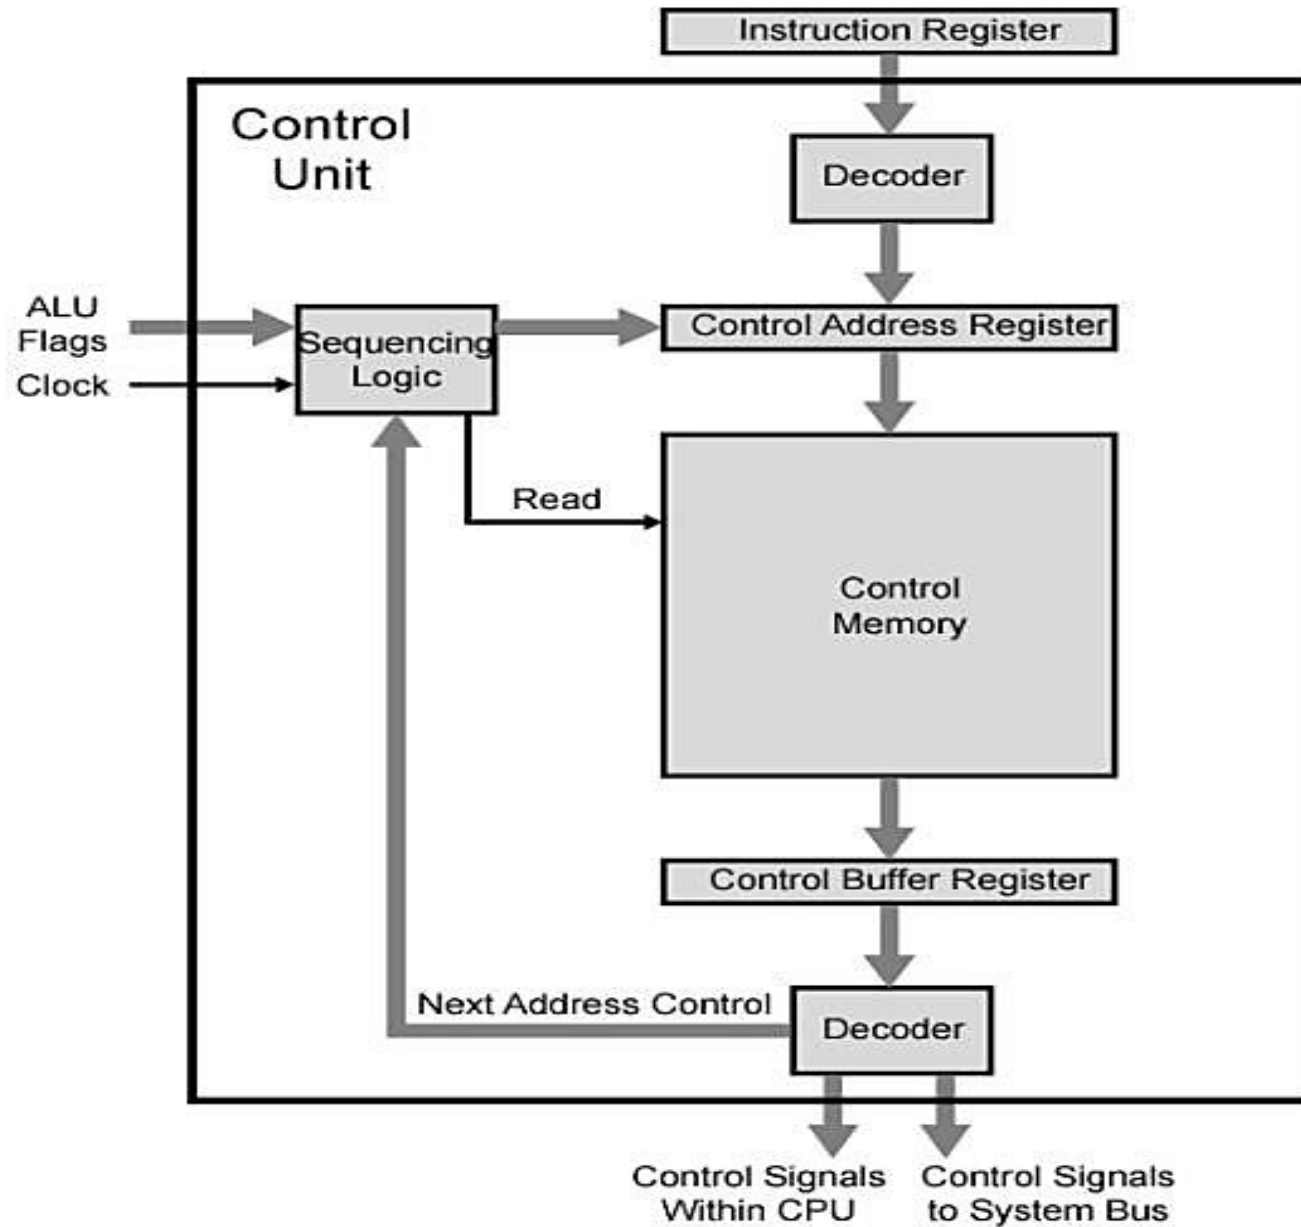 Instruction Register
Control
Unit
Decoder
ALU
Flags
Clock
Sequencing
Logic
Control Address Register
Read
Control
Memory
Control Buffer Register
Next Address Control
Decoder
Control Signals
Within CPU
Control Signals
to System Bus